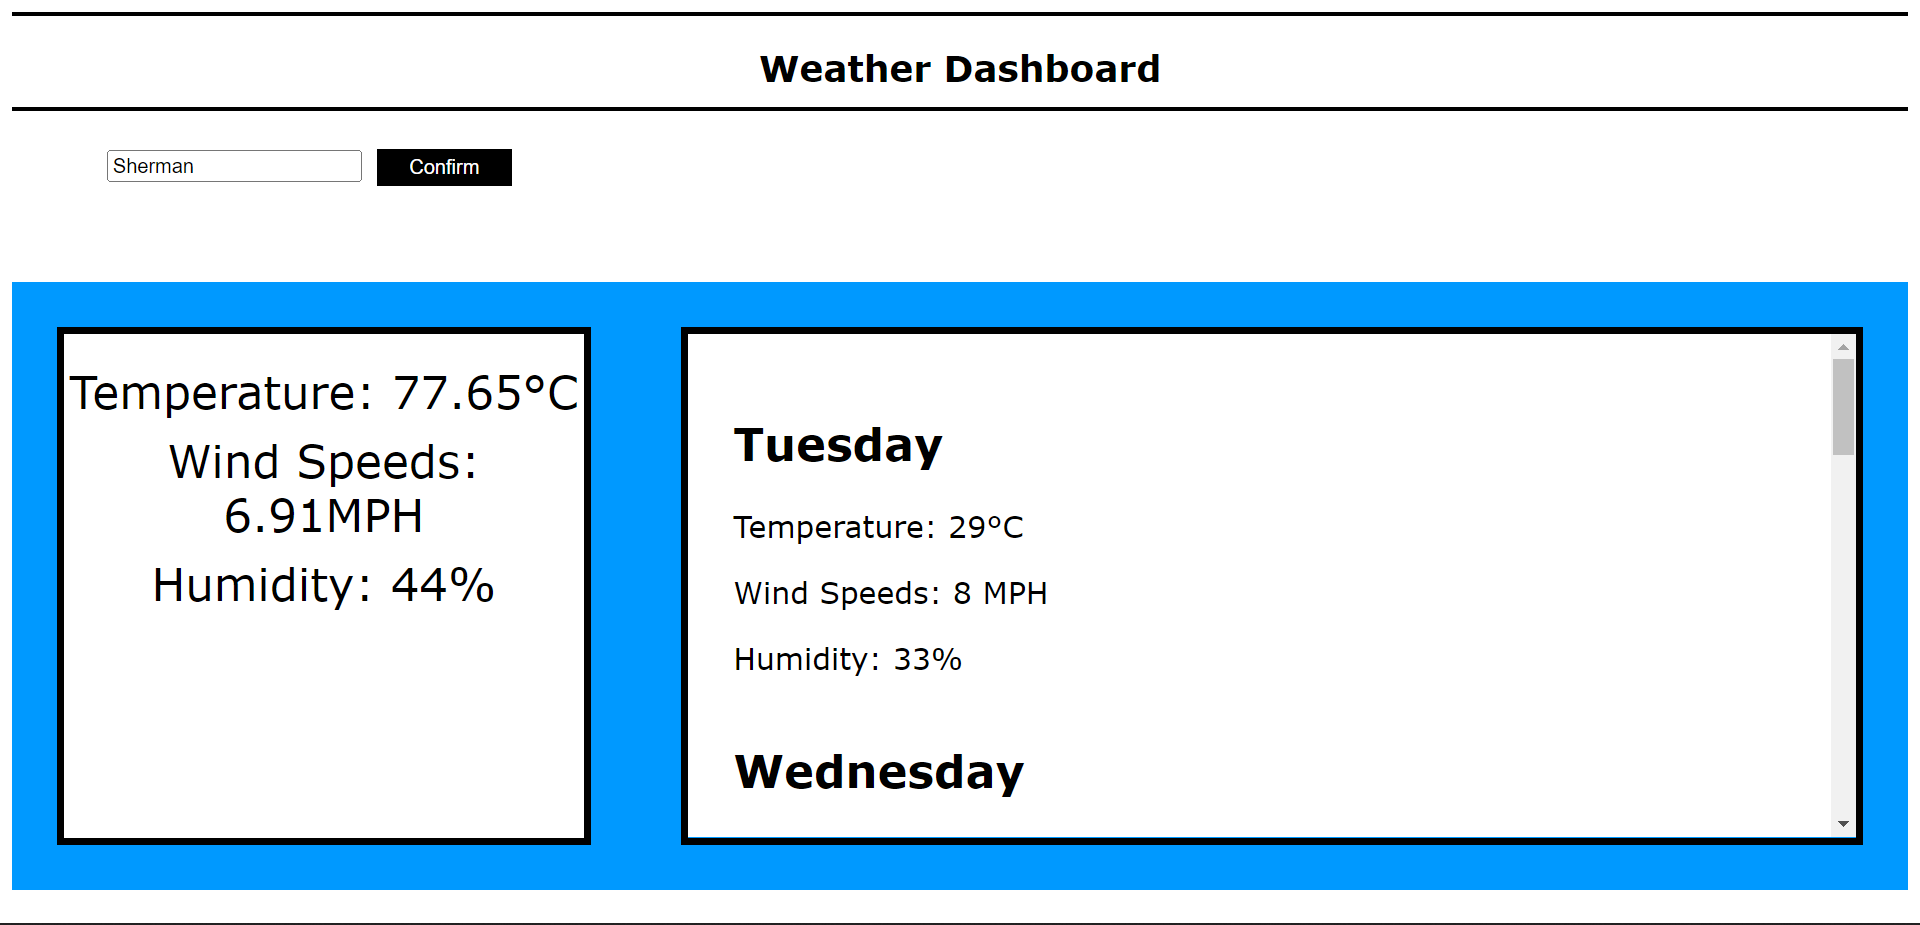 Weather Dashboard
Sherman
Confirm
Temperature: 77.65°C
Wind Speeds:
6.91MPH
Humidity: 44%
Tuesday
Temperature: 29°C
Wind Speeds: 8 MPH
Humidity: 33%
Wednesday